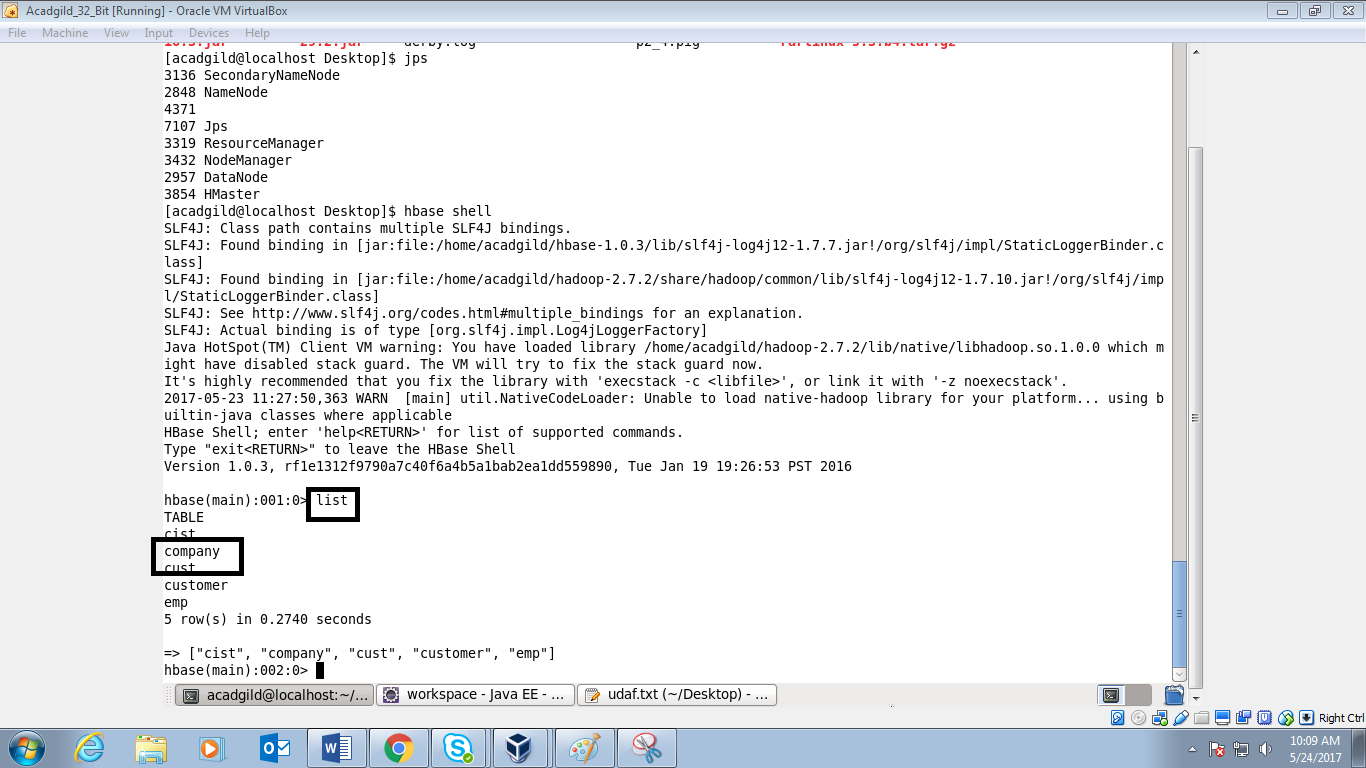 Acadgild_32_Bit [Running] - Oracle VM VirtualBox
File Machine View Input Devices Help
[acadgild@localhost Desktop]$ jps
3136 SecondaryNameNode
2848 NameNode
4371
7107 Jps
3319 ResourceManager
3432 NodeManager
2957 DataNode
3854 HMaster
[acadgild@localhost Desktop]$ hbase shell
SLF4J: Class path contains multiple SLF4J bindings.
SLF4J: Found binding in [jar:file:/home/acadgild/hbase-1.0.3/lib/slf4j-log4j12-1.7.7.jar!/org/slf4j/impl/StaticLoggerBinder.c
lass]
SLF4J: Found binding in [jar:file:/home/acadgild/hadoop-2.7.2/share/hadoop/common/lib/slf4j-log4j12-1.7.10.jar!/org/slf4j/imp
l/StaticLoggerBinder.class]
SLF4J: See http://www.slf4j.org/codes.html#multiple_bindings for an explanation.
SLF4J: Actual binding is of type [org.slf4j.impl.Log4jLoggerFactory]
Java HotSpot(TM) Client VM warning: You have loaded library /home/acadgild/hadoop-2.7.2/lib/native/libhadoop.so.1.0.0 which m
ight have disabled stack guard. The VM will try to fix the stack guard now.
It's highly recommended that you fix the library with 'execstack -c <libfile>', or link it with '-z noexecstack'.
2017-05-23 11:27:50,363 WARN  [main] util.NativeCodeLoader: Unable to load native-hadoop library for your platform... using b
uiltin-java classes where applicable
HBase Shell; enter 'help<RETURN>' for list of supported commands.
Type "exit<RETURN>" to leave the HBase Shell
Version 1.0.3, rf1e1312f9790a7c40f6a4b5a1bab2ea1dd559890, Tue Jan 19 19:26:53 PST 2016
hbase(main):001:0> list
TABLE
cist
company
cust
customer
emp
5 row(s) in 0.2740 seconds
=> ["cist", "company", "cust", "customer", "emp"]
hbase(main):002:0>
acadgild@localhost:~/... workspace - Java EE - ... udaf.txt (~/Desktop) - ...
Right Ctrl
10:09 AM
5/24/2017